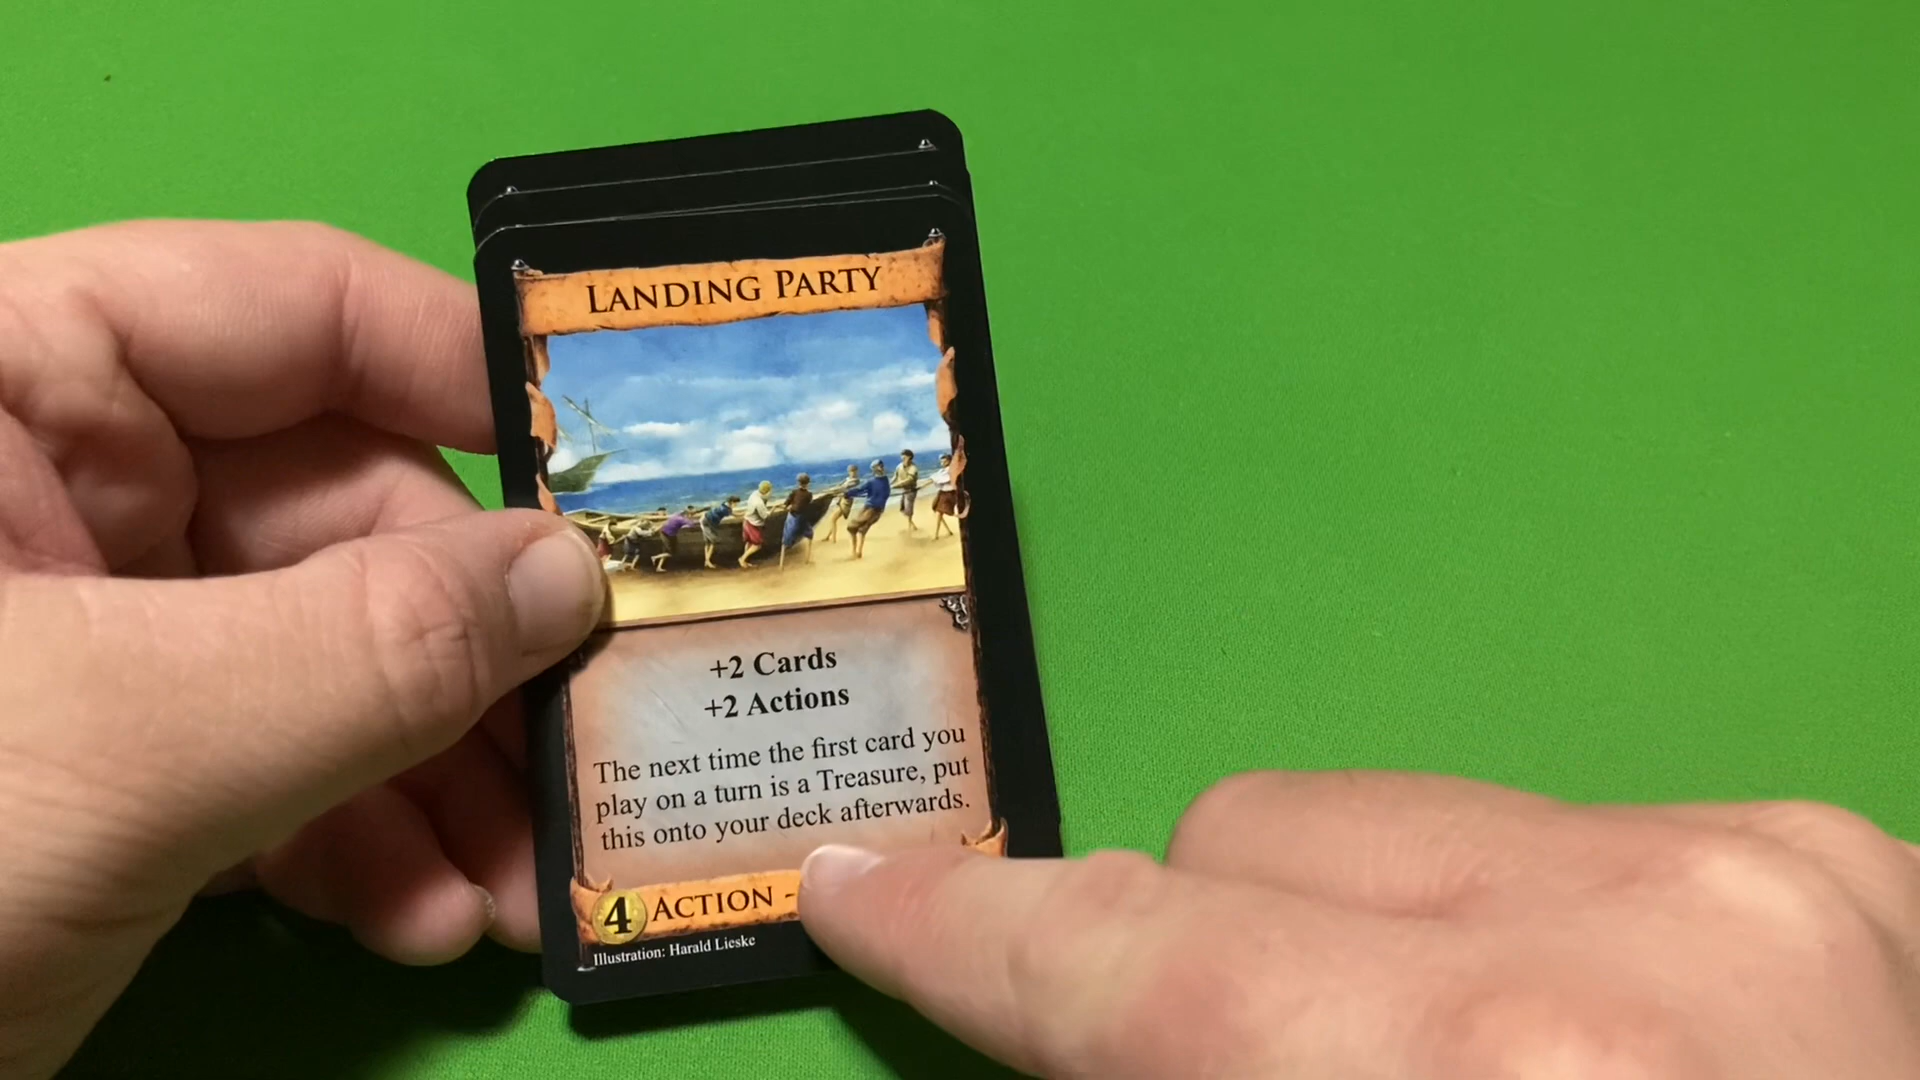 LANDING PARTY
+2 Cards
+2 Actions
The next time the first card you
play on a turn is a Treasure, put
this onto your deck afterwards.
4 ACTION -
Illustration: Harald Lieske